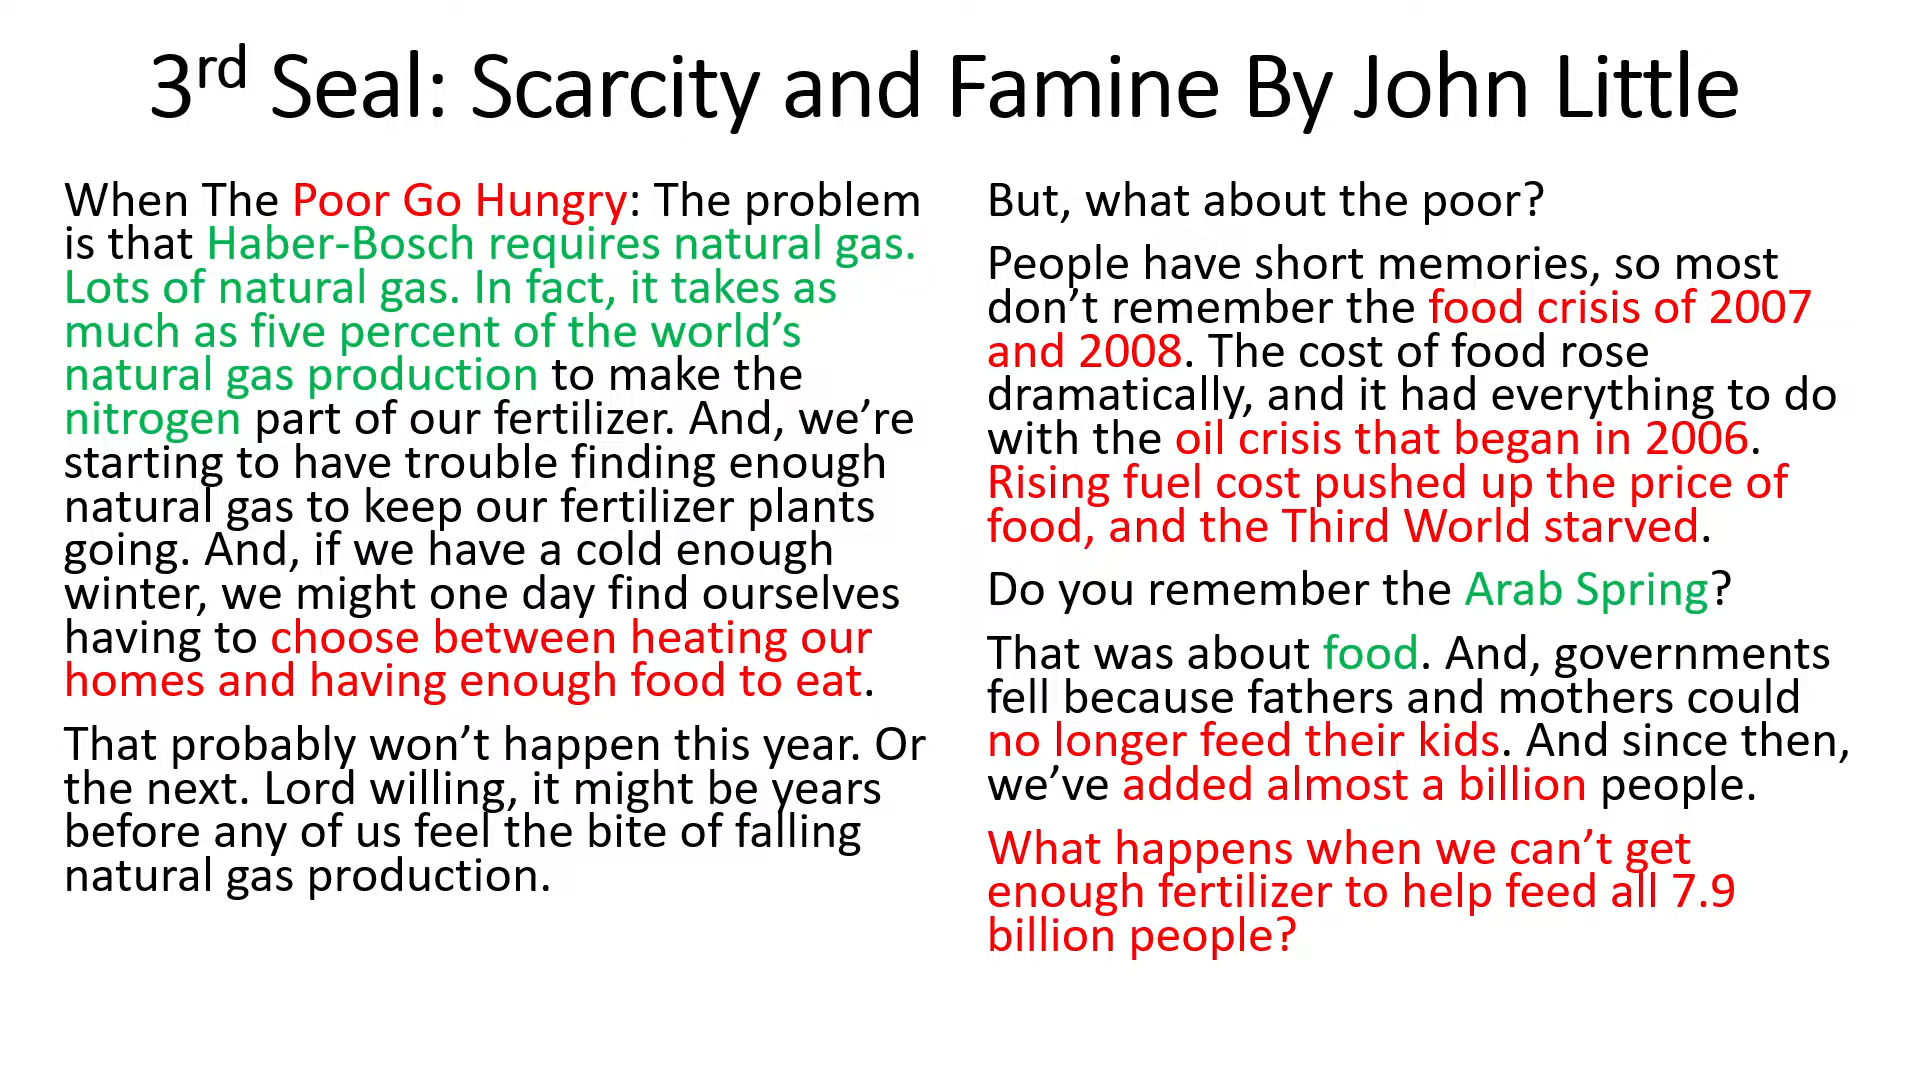 3rd Seal: Scarcity and Famine By John Little
When The Poor Go Hungry: The problem
is that Haber-Bosch requires natural gas.
Lots of natural gas. In fact, it takes as
much as five percent of the world’s
natural gas production to make the
nitrogen part of our fertilizer. And, we’re
starting to have trouble finding enough
natural gas to keep our fertilizer plants
going. And, if we have a cold enough
winter, we might one day find ourselves
having to choose between heating our
homes and having enough food to eat.
That probably won’t happen this year. Or
the next. Lord willing, it might be years
before any of us feel the bite of falling
natural gas production.
But, what about the poor?
People have short memories, so most
don’t remember the food crisis of 2007
and 2008. The cost of food rose
dramatically, and it had everything to do
with the oil crisis that began in 2006.
Rising fuel cost pushed up the price of
food, and the Third World starved.
Do you remember the Arab Spring?
That was about food. And, governments
fell because fathers and mothers could
no longer feed their kids. And since then,
we’ve added almost a billion people.
What happens when we can’t get
enough fertilizer to help feed all 7.9
billion people?